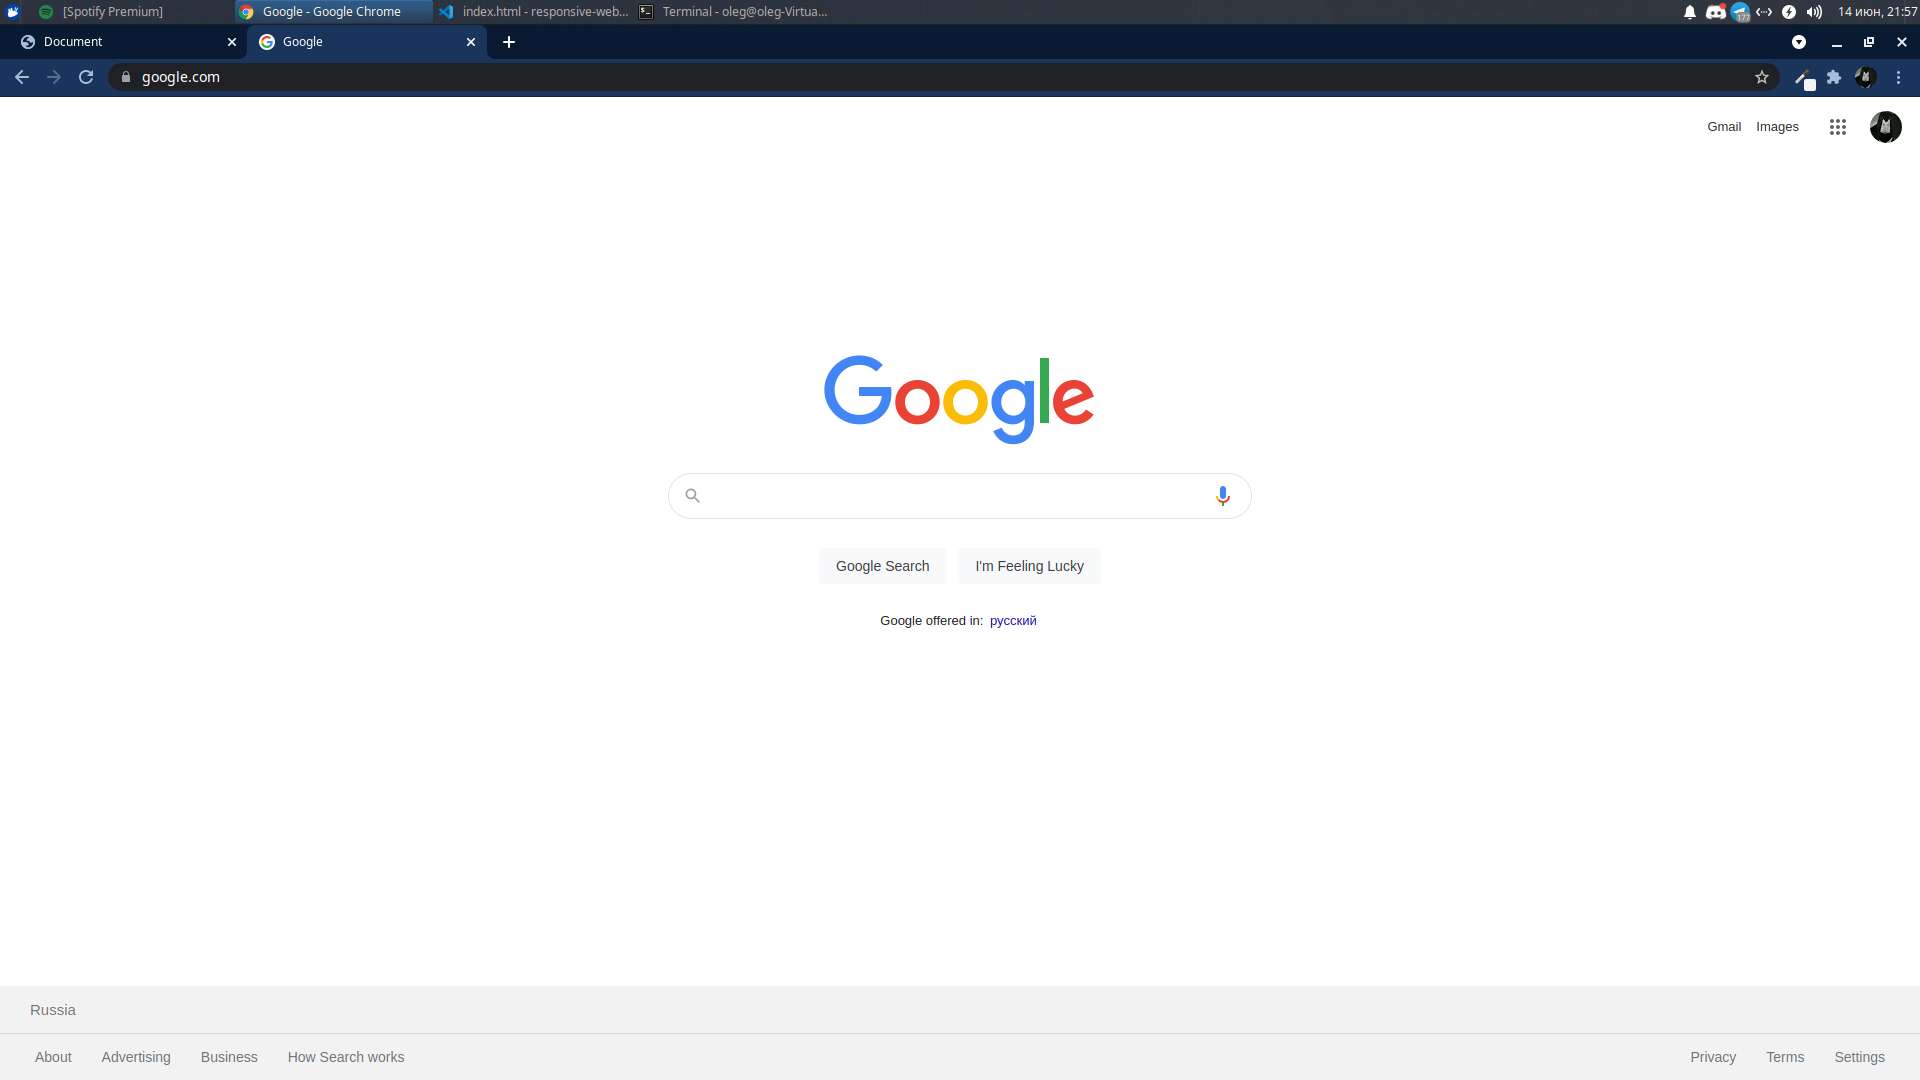 [Spotify Premium]
Google - Google Chrome
index.html - responsive-web...
Terminal - oleg@oleg-Virtua...
177
14 июн, 21:57
Document
Google
google.com
Gmail
Images
Google
Google Search
I'm Feeling Lucky
Google offered in: русский
Russia
About
Advertising
Business
How Search works
Privacy
Terms
Settings